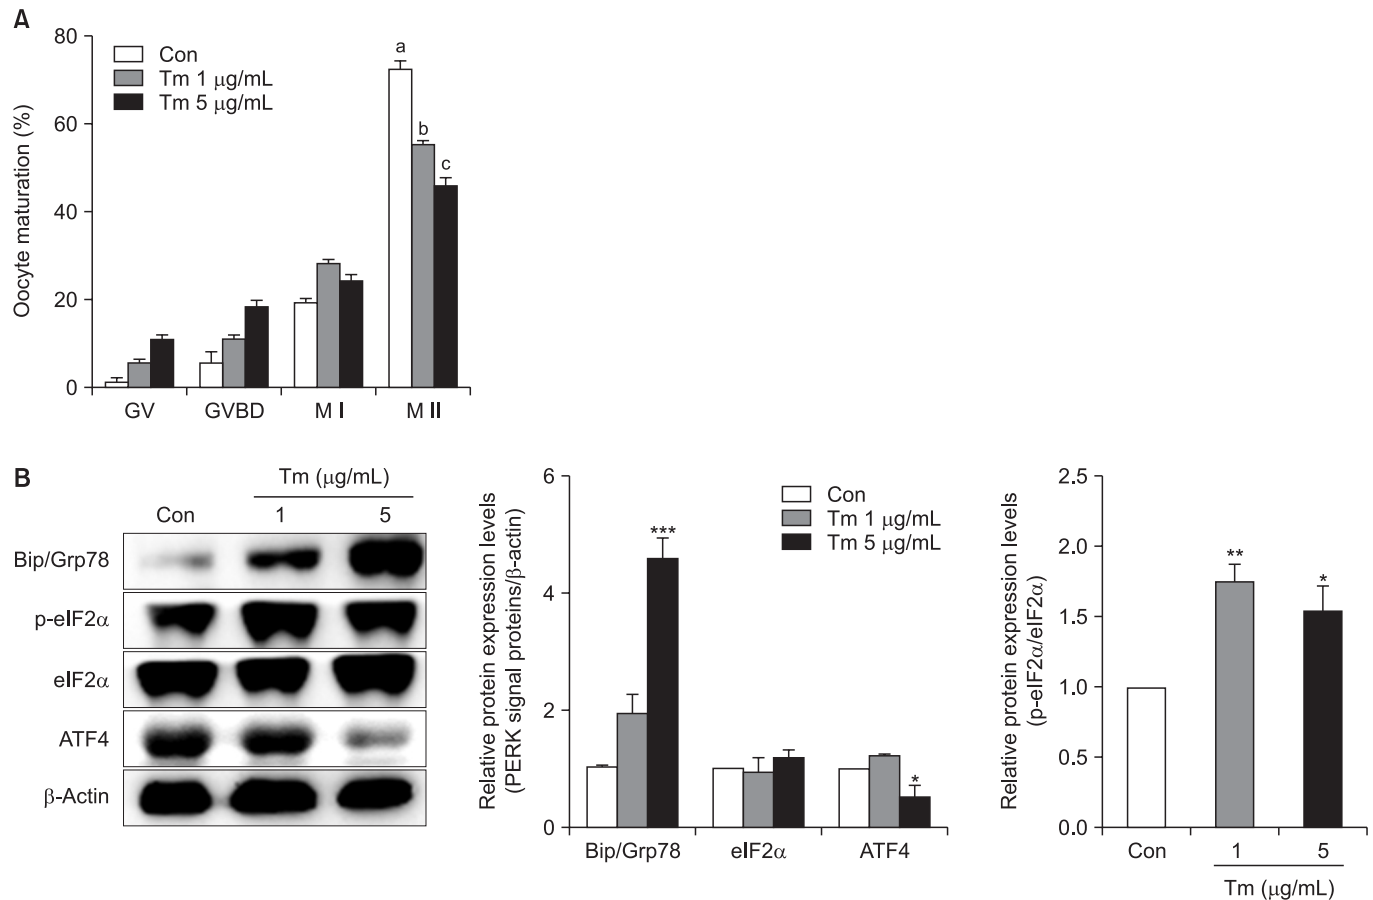 A
80
60
40
20
0
Oocyte maturation (%)
Con
Tm 1 μg/mL
Tm 5 μg/mL
a
b
c
GV
GVBD
M I
M II
B
Tm (μg/mL)
Con
1
5
Bip/Grp78
p-eIF2α
eIF2α
ATF4
β-Actin
Relative protein expression levels
(PERK signal proteins/β-actin)
6
4
2
0
Con
Tm 1 μg/mL
Tm 5 μg/mL
***
*
Bip/Grp78
eIF2α
ATF4
Relative protein expression levels
(p-eIF2α/eIF2α)
2.5
2.0
1.5
1.0
0.5
0.0
**
*
Con
1
5
Tm (μg/mL)